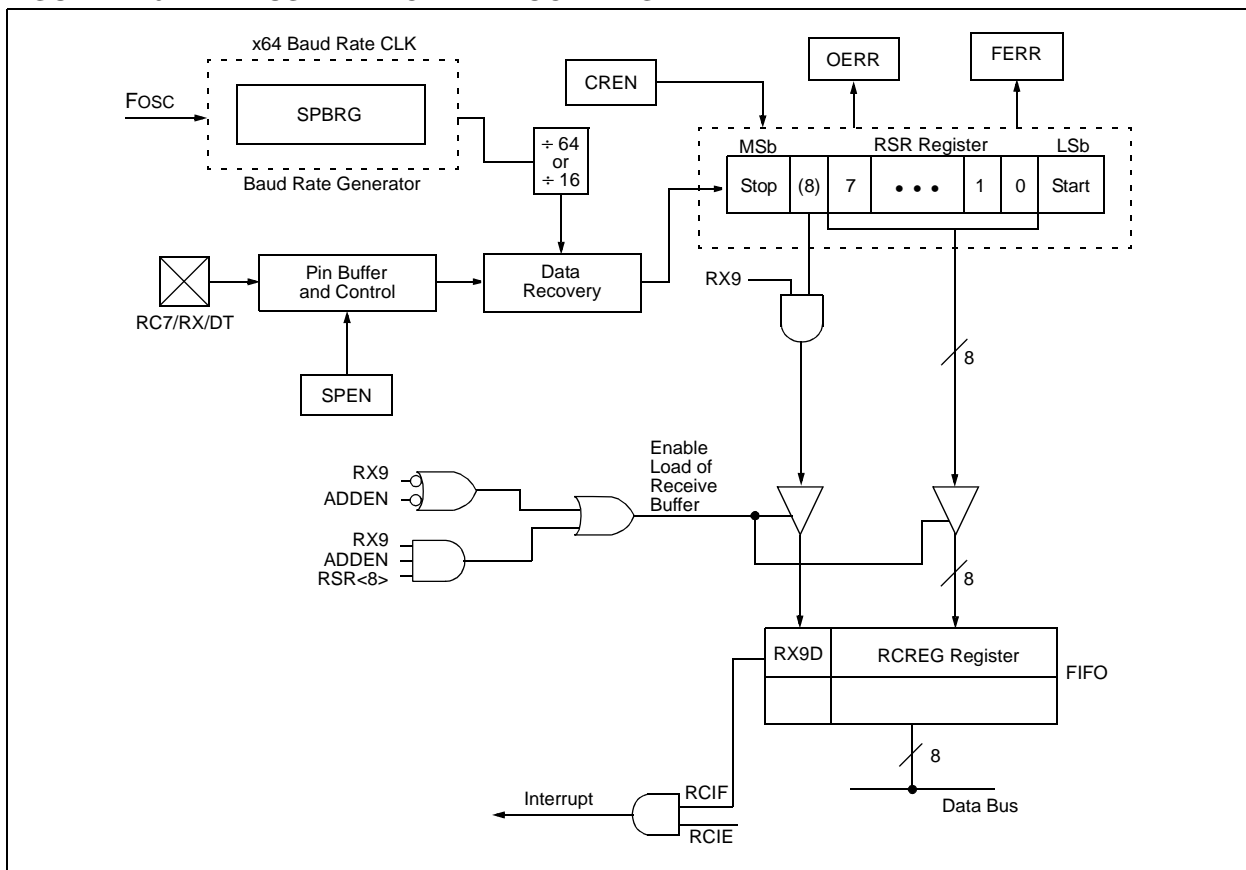 x64 Baud Rate CLK
FOSC
SPBRG
Baud Rate Generator
÷ 64
or
÷ 16
CREN
OERR
FERR
MSb
RSR Register
LSb
Stop
(8)
7
• • •
1
0
Start
RC7/RX/DT
Pin Buffer
and Control
Data
Recovery
SPEN
RX9
8
RX9
ADDEN
RX9
ADDEN
RSR<8>
Enable
Load of
Receive
Buffer
8
RX9D
RCREG Register
FIFO
8
Data Bus
Interrupt
RCIF
RCIE